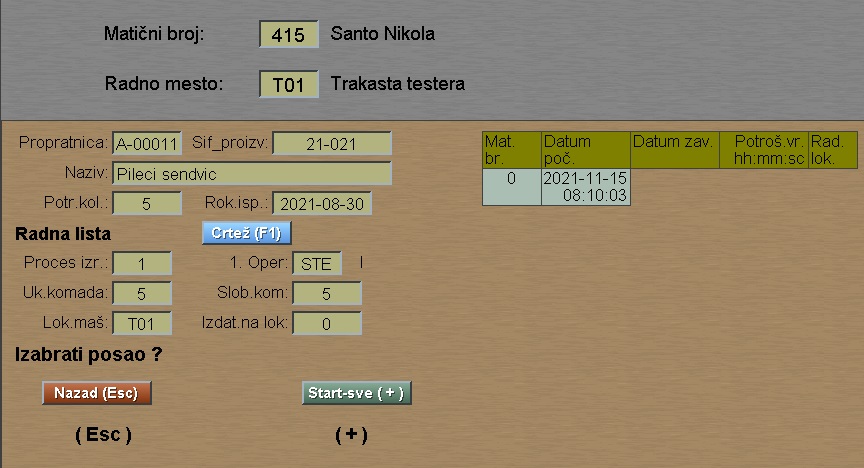 Matični broj: 415 Santo Nikola
Radno mesto: T01 Trakasta testera
Propratnica: A-00011 Sif_proizv: 21-021
Naziv: Pileci sendvic
Potr.kol.: 5 Rok.isp.: 2021-08-30
Radna lista Crtež (F1)
Proces izr.: 1 1. Oper: STE I
Uk.komada: 5 Slob.kom: 5
Lok.maš: T01 Izdat.na lok: 0
Izabrati posao ?
Nazad (Esc) Start-sve ( + )
( Esc ) ( + )
Mat. br. Datum poč. Datum zav. Potroš.vr. hh:mm:sc Rad. lok.
0 2021-11-15 08:10:03